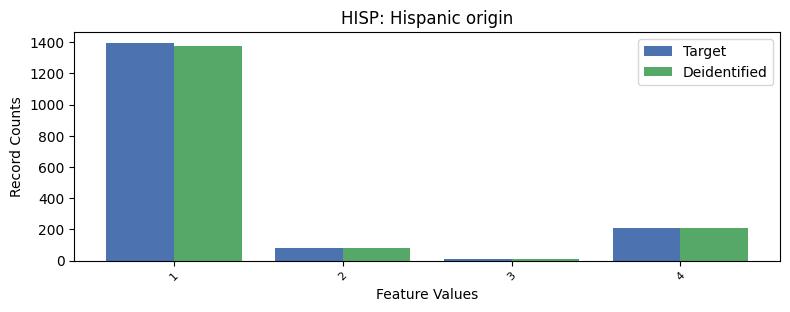 HISP: Hispanic origin
Target
Deidentified
Record Counts
1400
1200
1000
800
600
400
200
0
1 2 3 4
Feature Values